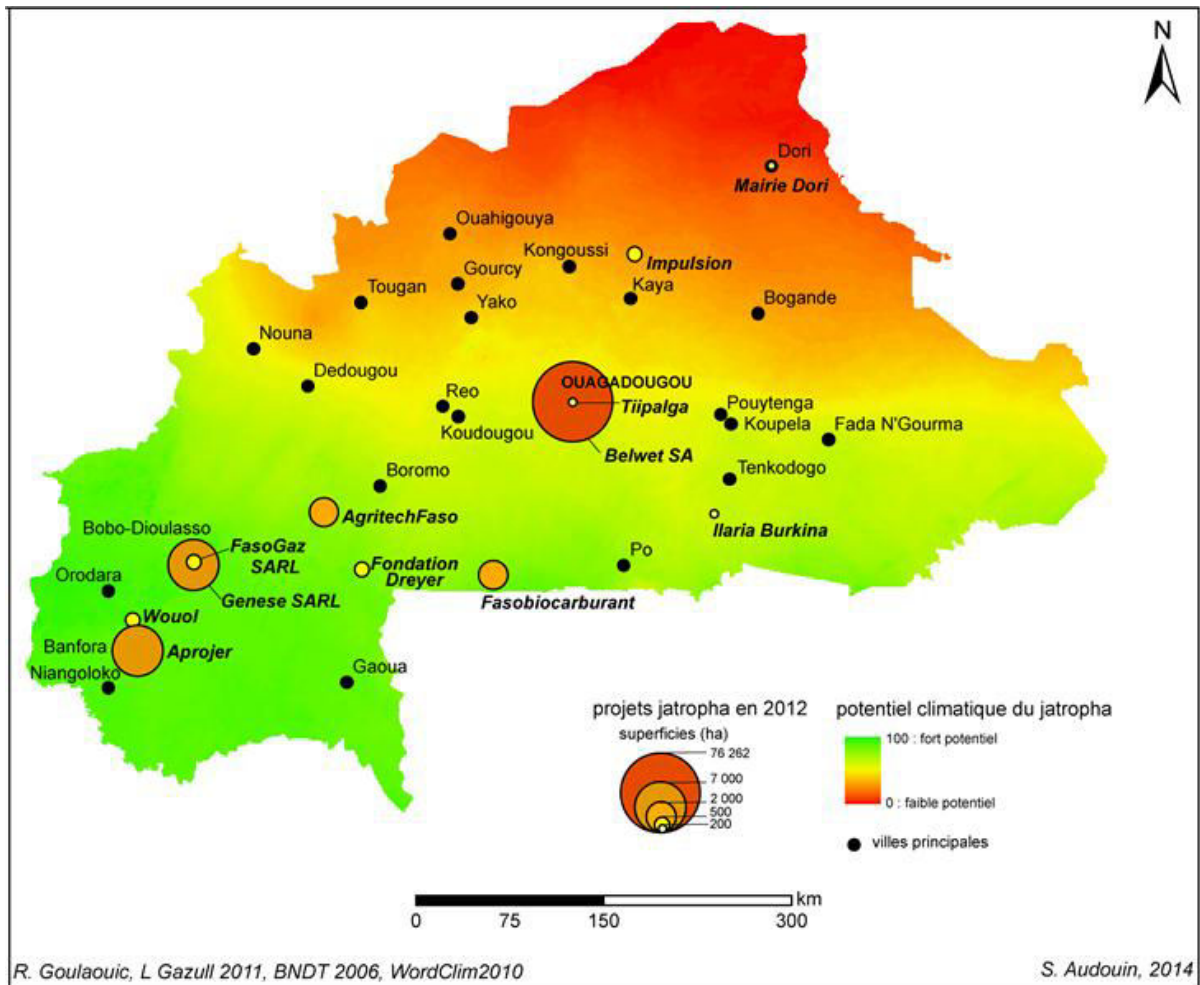 N
Dori
Mairie Dori
Ouahigouya
Kongoussi
Impulsion
Gourcy
Kaya
Tougan
Bogande
Yako
Nouna
Dedougou
OUAGADOUGOU
Reo
Tiipalga
Pouytenga
Koudougou
Koupela
Fada N'Gourma
Belwet SA
Boromo
Tenkodogo
AgritechFaso
Ilaria Burkina
Bobo-Dioulasso
FasoGaz
SARL
Fondation
Dreyer
Po
Orodara
Genese SARL
Fasobiocarburant
Wouol
Banfora
Aprojer
Niangoloko
Gaoua
projets jatropha en 2012
superficies (ha)
76 262
7 000
2 000
500
200
potentiel climatique du jatropha
100 : fort potentiel
0 : faible potentiel
villes principales
km
0 75 150 300
R. Goulaouic, L Gazull 2011, BNDT 2006, WordClim2010
S. Audouin, 2014